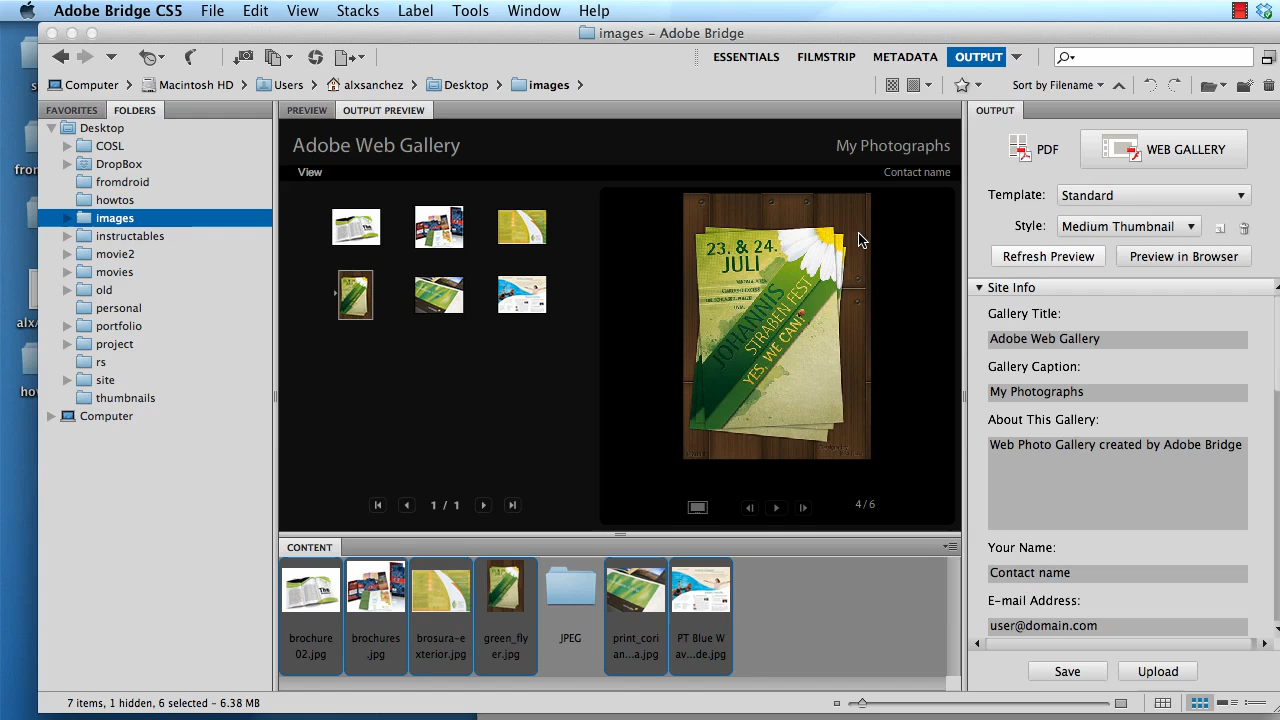 Adobe Bridge CS5 File Edit View Stacks Label Tools Window Help
images – Adobe Bridge
ESSENTIALS FILMSTRIP METADATA OUTPUT
Computer Macintosh HD Users alxsanchez Desktop images Sort by Filename
FAVORITES FOLDERS
Desktop
COSL
DropBox
fromdroid
howtos
images
instructables
movie2
movies
old
personal
portfolio
project
rs
site
thumbnails
Computer
PREVIEW OUTPUT PREVIEW
Adobe Web Gallery My Photographs
View Contact name
23. & 24.
JULI
JOHANNIS
STRAßEN FEST
YES, WE CAN!
1 / 1
4 / 6
CONTENT
brochure
02.jpg
brochures
.jpg
brosura-e
xterior.jpg
green_fly
er.jpg
JPEG
print_cori
an...a.jpg
PT Blue W
av...de.jpg
OUTPUT
PDF WEB GALLERY
Template: Standard
Style: Medium Thumbnail
Refresh Preview Preview in Browser
Site Info
Gallery Title:
Adobe Web Gallery
Gallery Caption:
My Photographs
About This Gallery:
Web Photo Gallery created by Adobe Bridge
Your Name:
Contact name
E-mail Address:
user@domain.com
Save Upload
7 items, 1 hidden, 6 selected – 6.38 MB